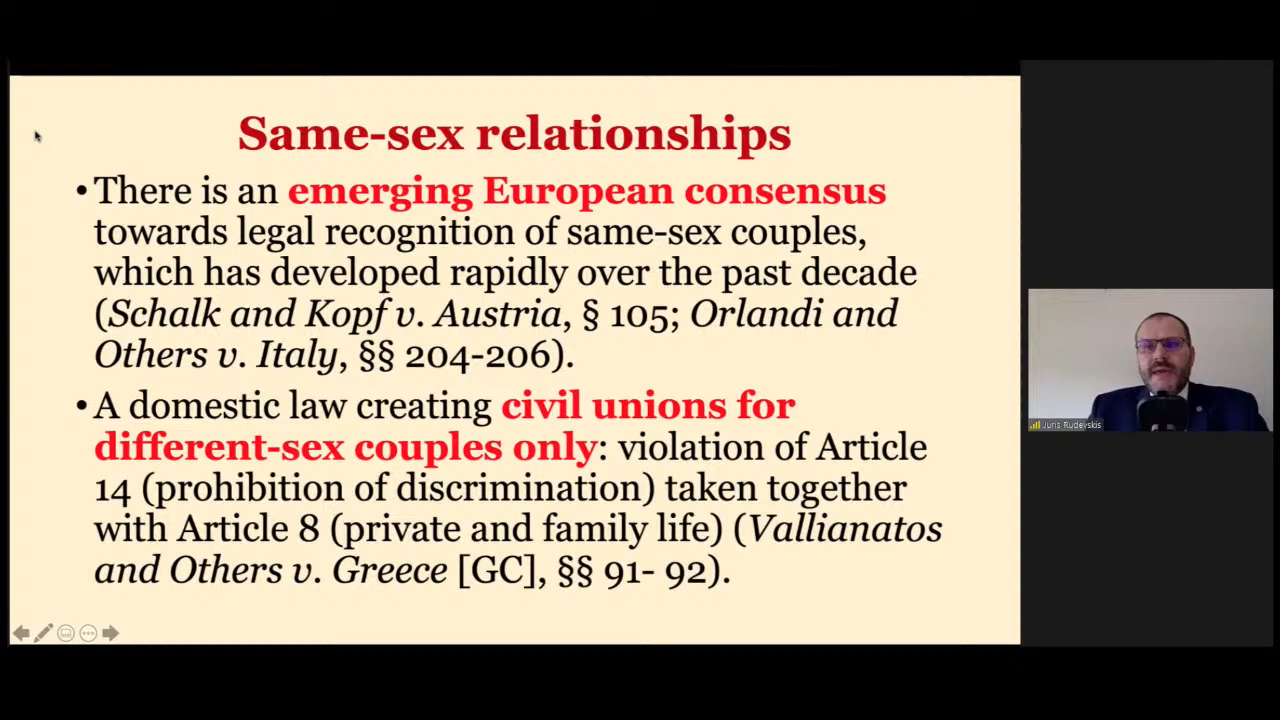 Same-sex relationships
• There is an emerging European consensus
towards legal recognition of same-sex couples,
which has developed rapidly over the past decade
(Schalk and Kopf v. Austria, § 105; Orlandi and
Others v. Italy, §§ 204-206).
• A domestic law creating civil unions for
different-sex couples only: violation of Article
14 (prohibition of discrimination) taken together
with Article 8 (private and family life) (Vallianatos
and Others v. Greece [GC], §§ 91- 92).
Juris Rudevskis